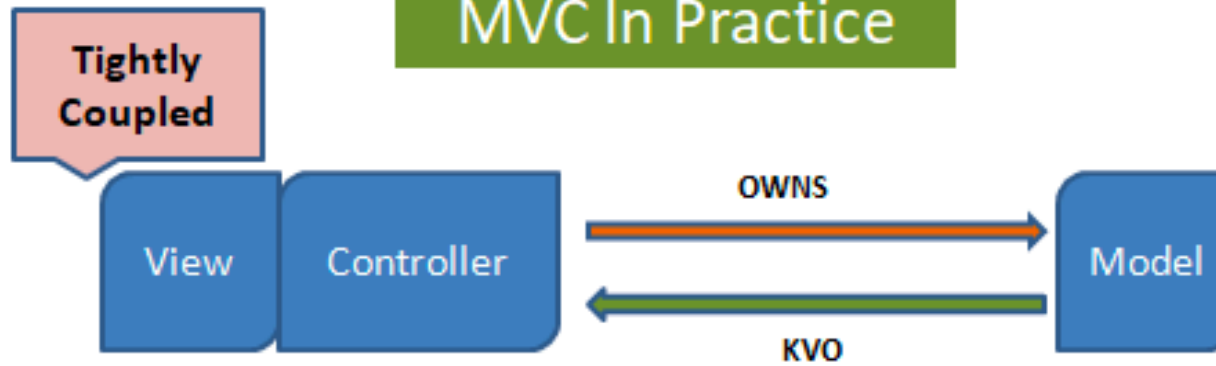 MVC In Practice
Tightly
Coupled
OWNS
View
Controller
Model
KVO